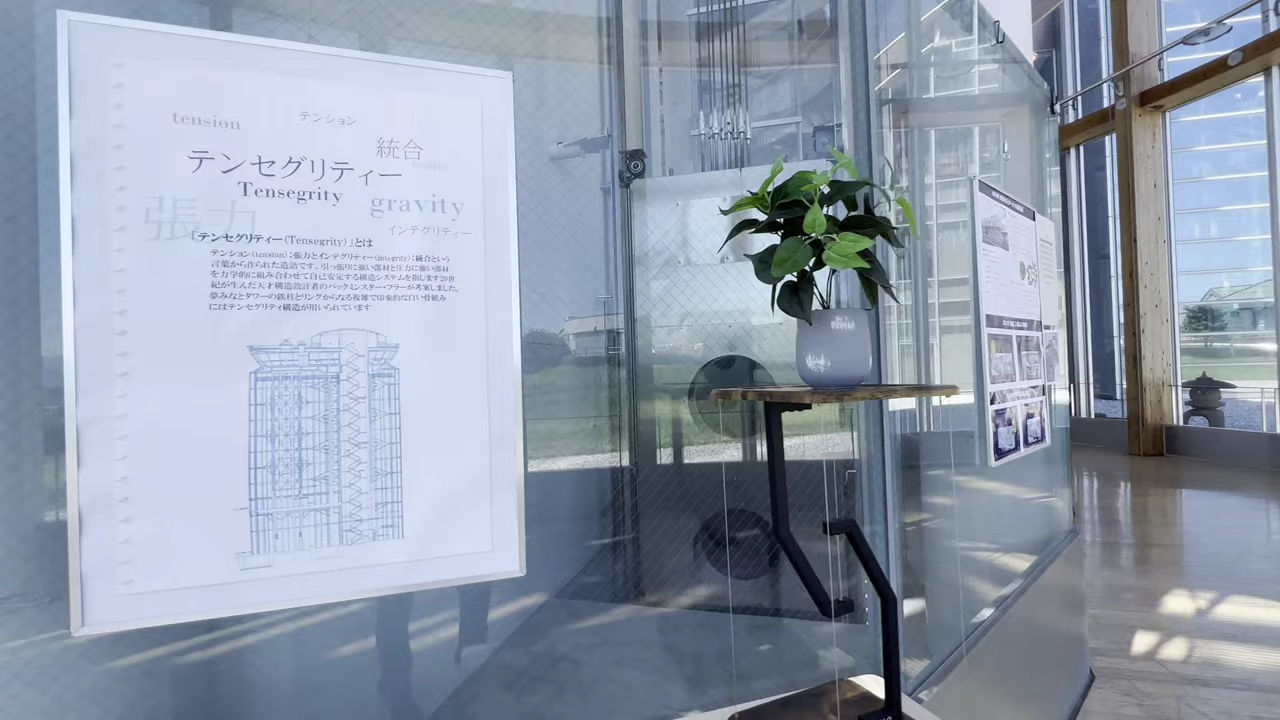 tension
テンション
統合
テンセグリティー
Tensegrity
gravity
張力
インテグリティー
「テンセグリティー(Tensegrity)」とは
テンション(tension):張力とインテグリティー(integrity):統合という
言葉から作られた造語です。引っ張りに強い部材と圧力に強い部材
を力学的に組み合わせて自己安定する構造システムを指します20世
紀が生んだ天才構造設計者のバックミンスター・フラーが考案しました。
夢みなとタワーの鉄柱とリングからなる複雑で印象的な白い骨組み
にはテンセグリティ構造が用いられています